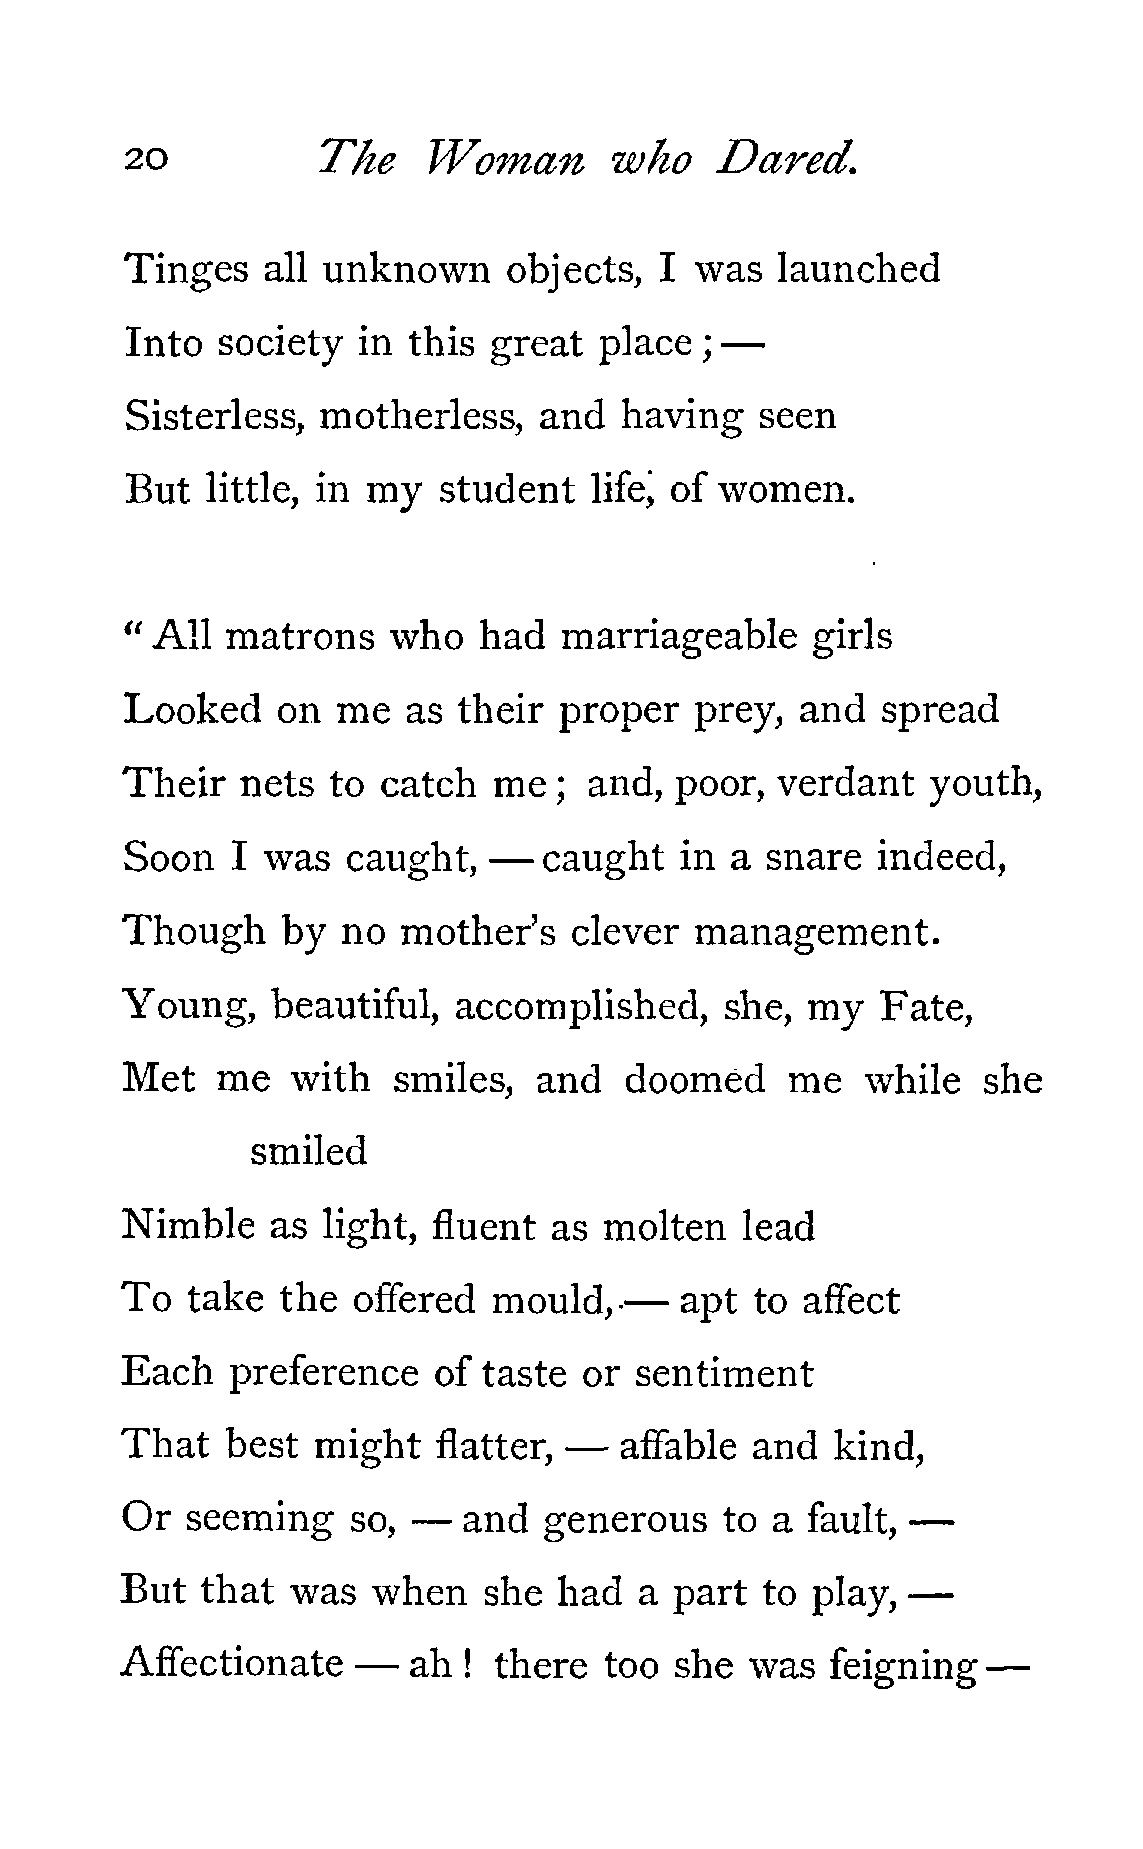 20 The Woman who Dared.
Tinges all unknown objects, I was launched
Into society in this great place ; —
Sisterless, motherless, and having seen
But little, in my student life, of women.
" All matrons who had marriageable girls
Looked on me as their proper prey, and spread
Their nets to catch me ; and, poor, verdant youth,
Soon I was caught, — caught in a snare indeed,
Though by no mother's clever management.
Young, beautiful, accomplished, she, my Fate,
Met me with smiles, and doomed me while she
smiled
Nimble as light, fluent as molten lead
To take the offered mould, — apt to affect
Each preference of taste or sentiment
That best might flatter, — affable and kind,
Or seeming so, — and generous to a fault, —
But that was when she had a part to play, —
Affectionate — ah ! there too she was feigning —